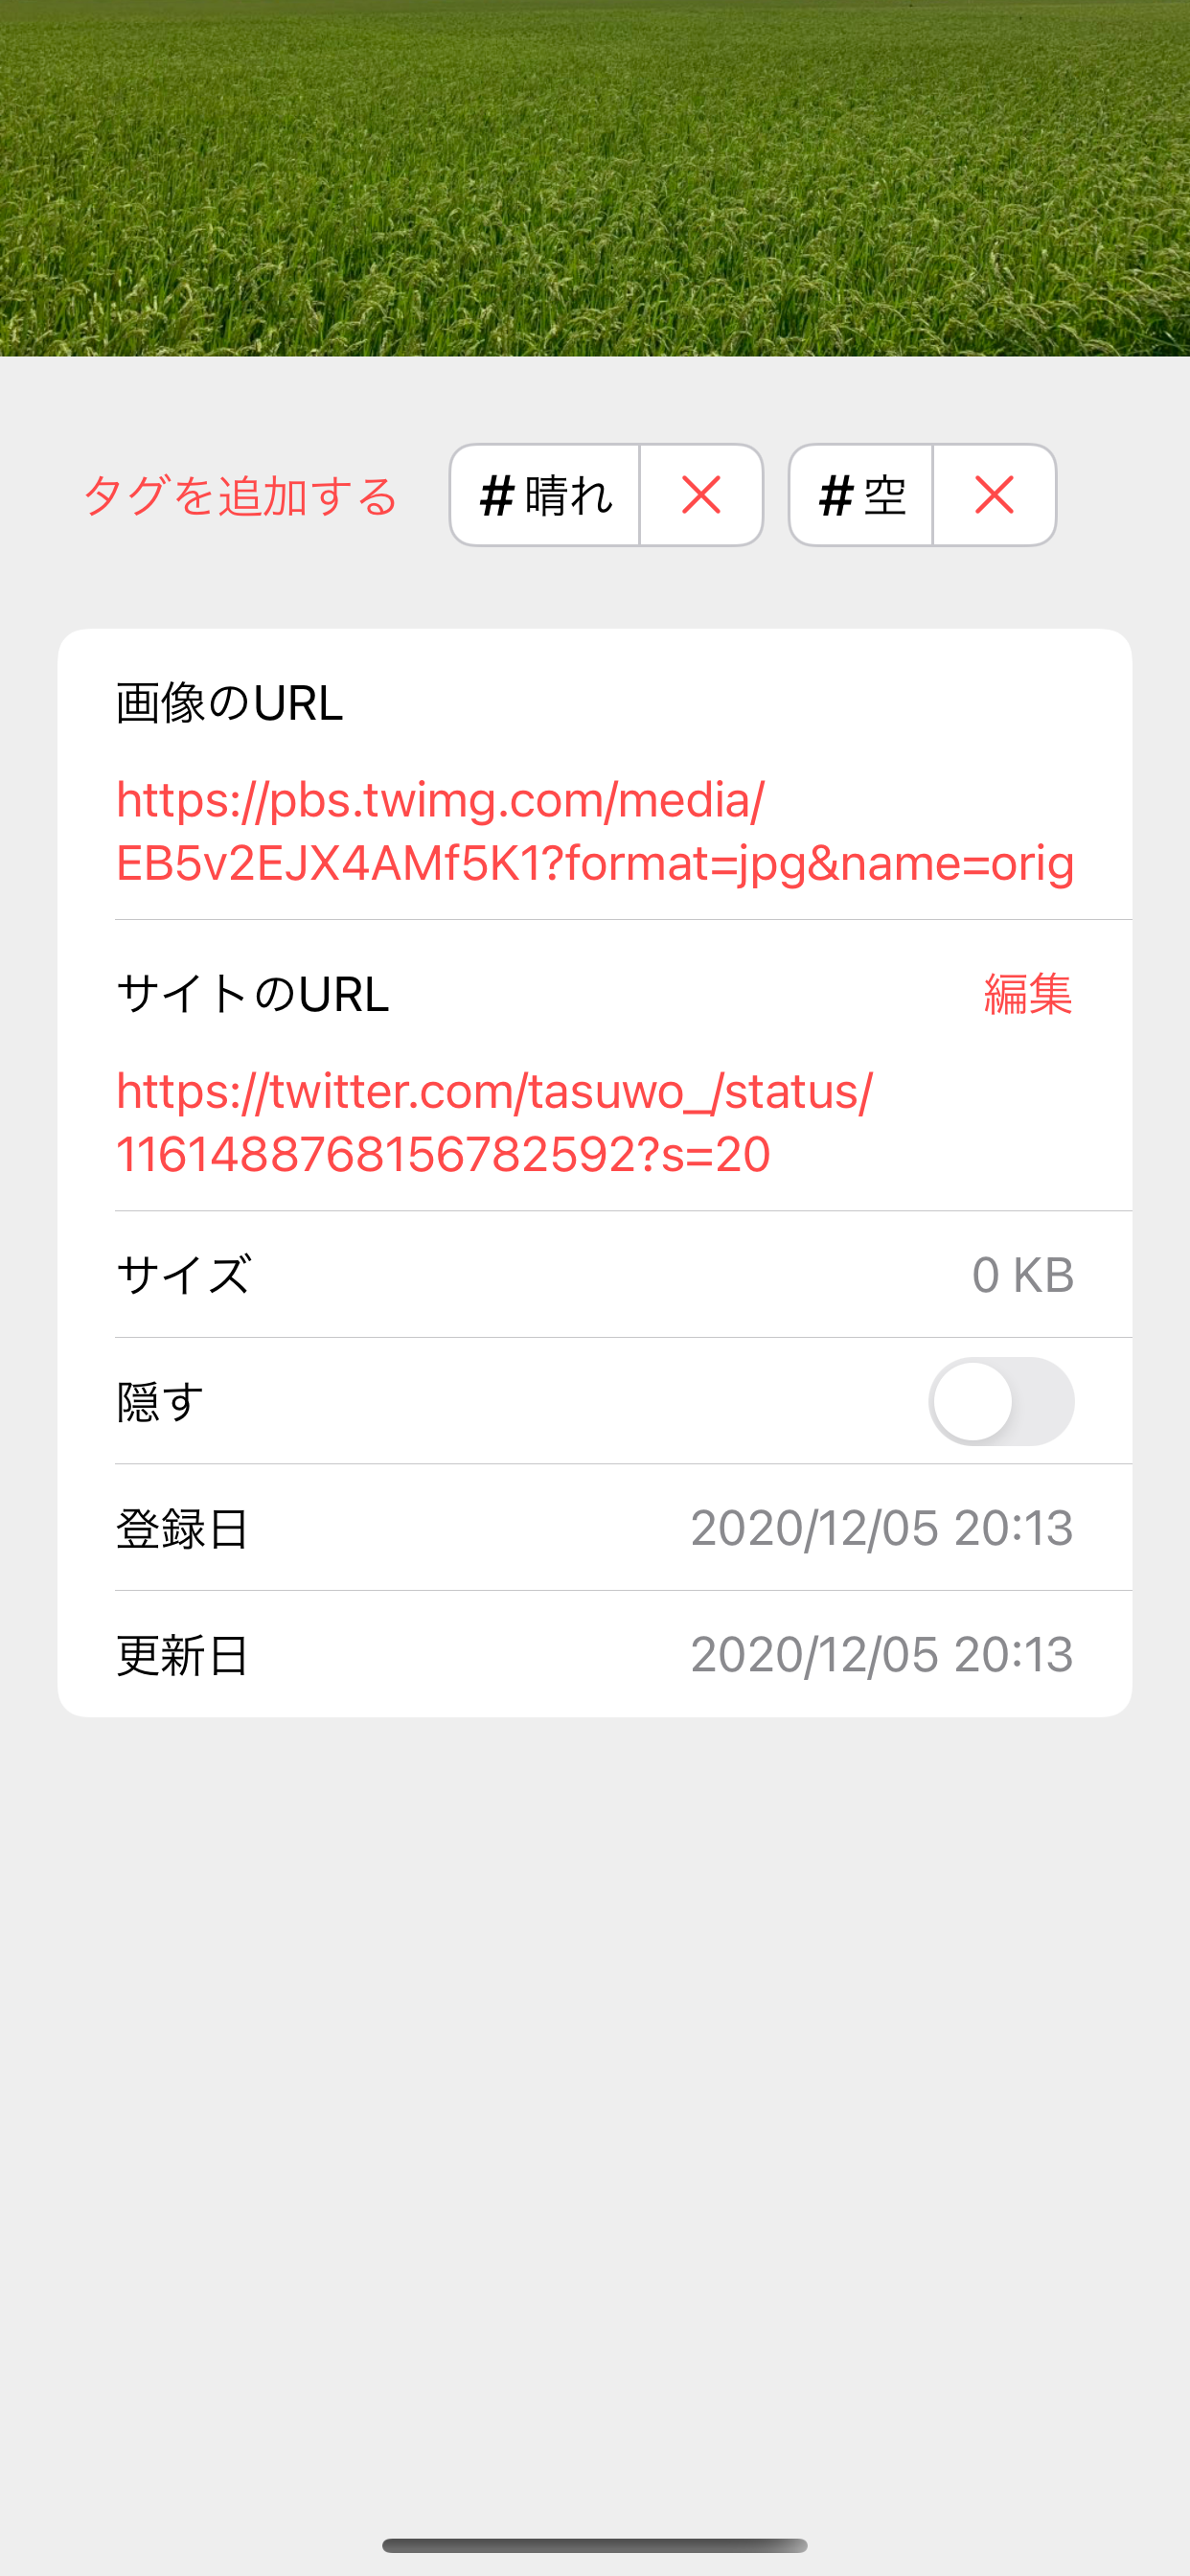 タグを追加する #晴れ #空
画像のURL
https://pbs.twimg.com/media/
EB5v2EJX4AMf5K1?format=jpg&name=orig
サイトのURL 編集
https://twitter.com/tasuwo_/status/
1161488768156782592?s=20
サイズ 0 KB
隠す
登録日 2020/12/05 20:13
更新日 2020/12/05 20:13